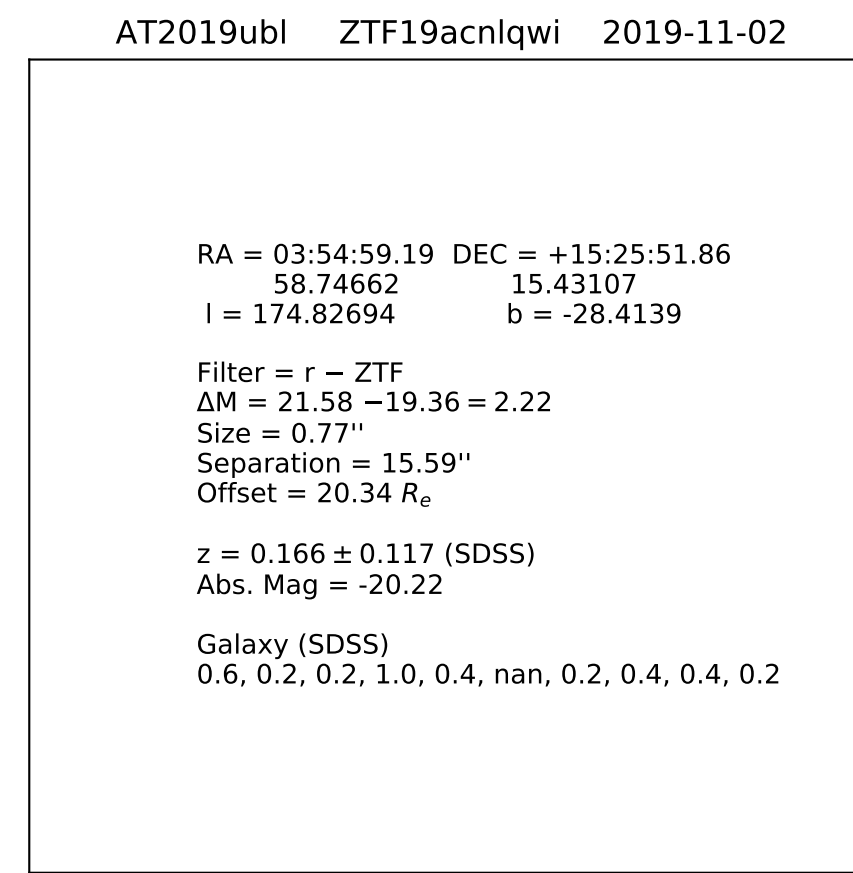 AT2019ubl ZTF19acnlqwi 2019-11-02
RA = 03:54:59.19 DEC = +15:25:51.86
58.74662 15.43107
l = 174.82694 b = -28.4139
Filter = r − ZTF
ΔM = 21.58 −19.36 = 2.22
Size = 0.77''
Separation = 15.59''
Offset = 20.34 Rₑ
z = 0.166 ± 0.117 (SDSS)
Abs. Mag = -20.22
Galaxy (SDSS)
0.6, 0.2, 0.2, 1.0, 0.4, nan, 0.2, 0.4, 0.4, 0.2